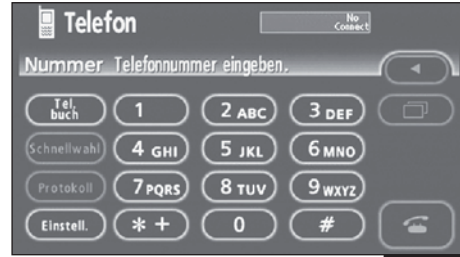 Telefon
No
Connect
Nummer Telefonnummer eingeben.
Tel.
buch
1
2 ABC
3 DEF
Schnellwahl
4 GHI
5 JKL
6 MNO
Protokoll
7 PQRS
8 TUV
9 WXYZ
Einstell.
* +
0
#